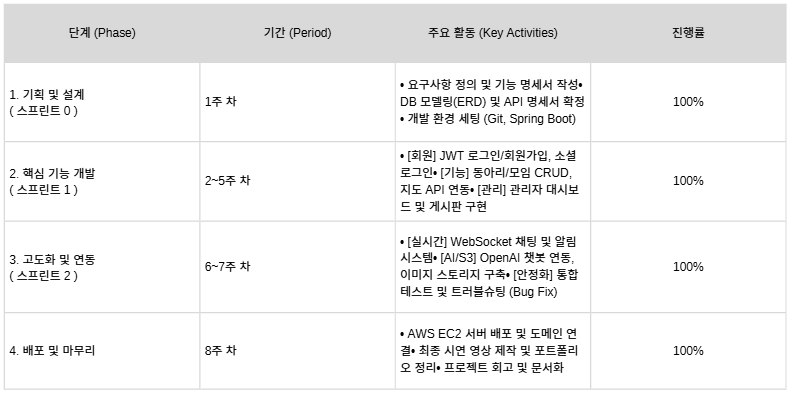 단계 (Phase)
기간 (Period)
주요 활동 (Key Activities)
진행률
1. 기획 및 설계
( 스프린트 0 )
1주 차
• 요구사항 정의 및 기능 명세서 작성•
DB 모델링(ERD) 및 API 명세서 확정
• 개발 환경 세팅 (Git, Spring Boot)
100%
2. 핵심 기능 개발
( 스프린트 1 )
2~5주 차
• [회원] JWT 로그인/회원가입, 소셜
로그인• [기능] 동아리/모임 CRUD,
지도 API 연동• [관리] 관리자 대시보
드 및 게시판 구현
100%
3. 고도화 및 연동
( 스프린트 2 )
6~7주 차
• [실시간] WebSocket 채팅 및 알림
시스템• [AI/S3] OpenAI 챗봇 연동,
이미지 스토리지 구축• [안정화] 통합
테스트 및 트러블슈팅 (Bug Fix)
100%
4. 배포 및 마무리
8주 차
• AWS EC2 서버 배포 및 도메인 연
결• 최종 시연 영상 제작 및 포트폴리
오 정리• 프로젝트 회고 및 문서화
100%